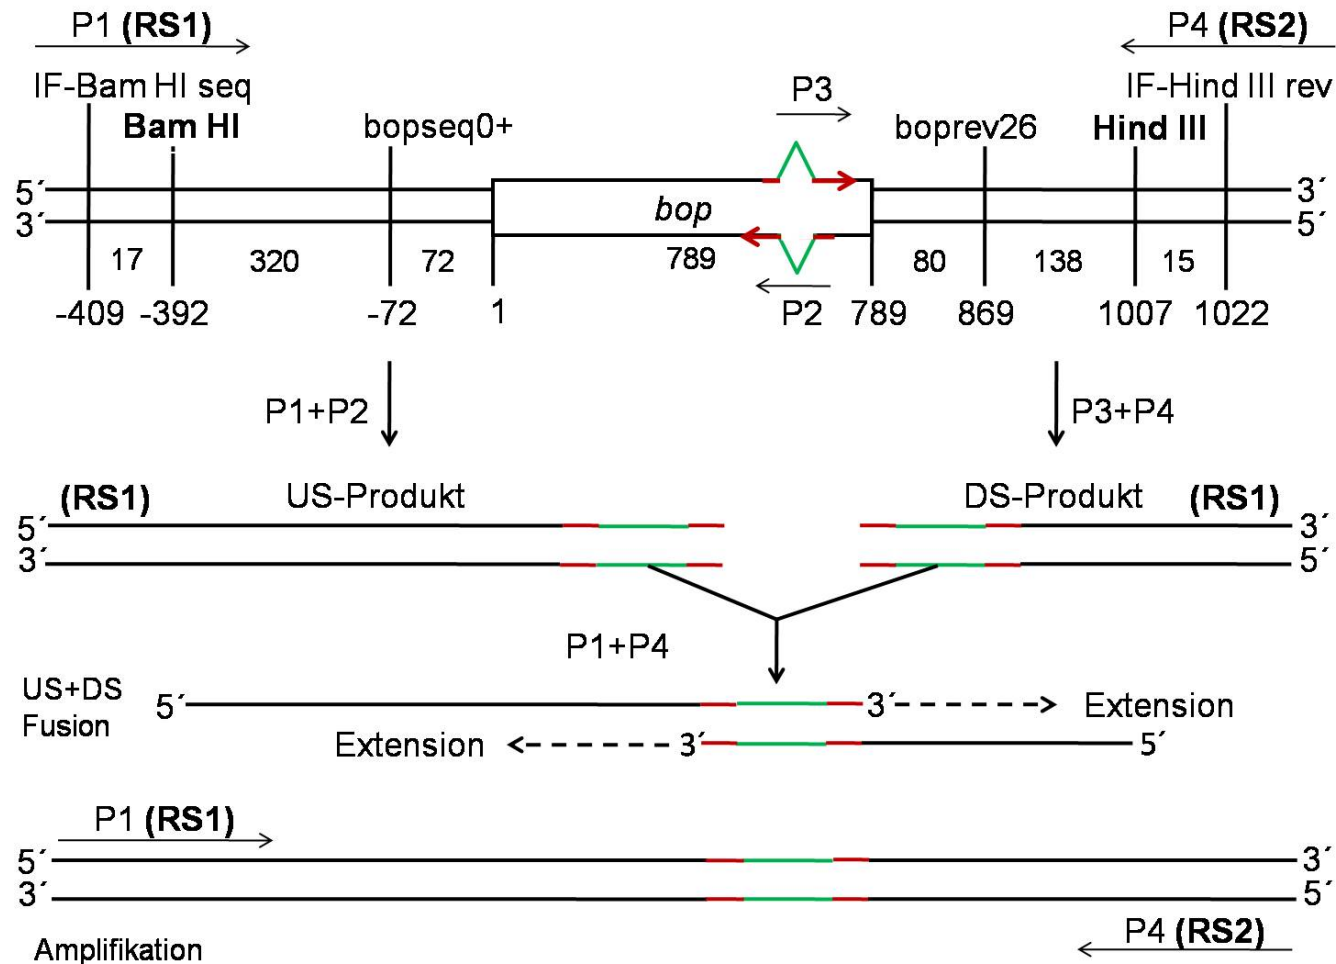 P1 (RS1) P4 (RS2)
IF-Bam HI seq P3 IF-Hind III rev
Bam HI bopseq0+ boprev26 Hind III
5´ 3´
bop
3´ 5´
17 320 72 789 80 138 15
-409 -392 -72 1 P2 789 869 1007 1022
P1+P2 P3+P4
(RS1) US-Produkt DS-Produkt (RS1)
5´ 3´
3´ 5´
P1+P4
US+DS
Fusion 5´ 3´ Extension
Extension 3´ 5´
P1 (RS1)
5´ 3´
3´ 5´
Amplifikation P4 (RS2)